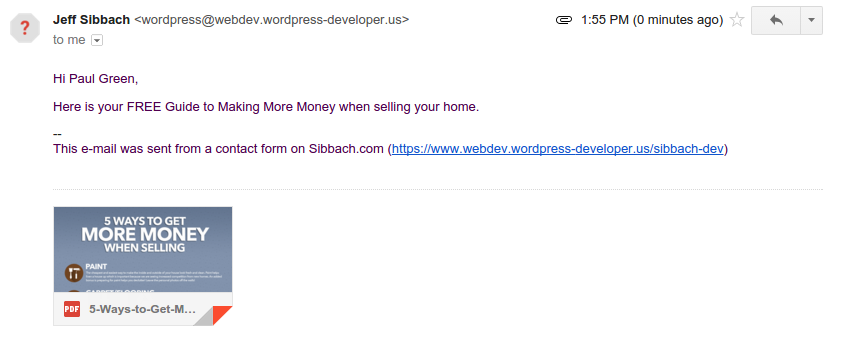 Jeff Sibbach <wordpress@webdev.wordpress-developer.us> 1:55 PM (0 minutes ago)
to me
Hi Paul Green,
Here is your FREE Guide to Making More Money when selling your home.
--
This e-mail was sent from a contact form on Sibbach.com (https://www.webdev.wordpress-developer.us/sibbach-dev)
5 WAYS TO GET
MORE MONEY
WHEN SELLING
PAINT
PDF 5-Ways-to-Get-M...